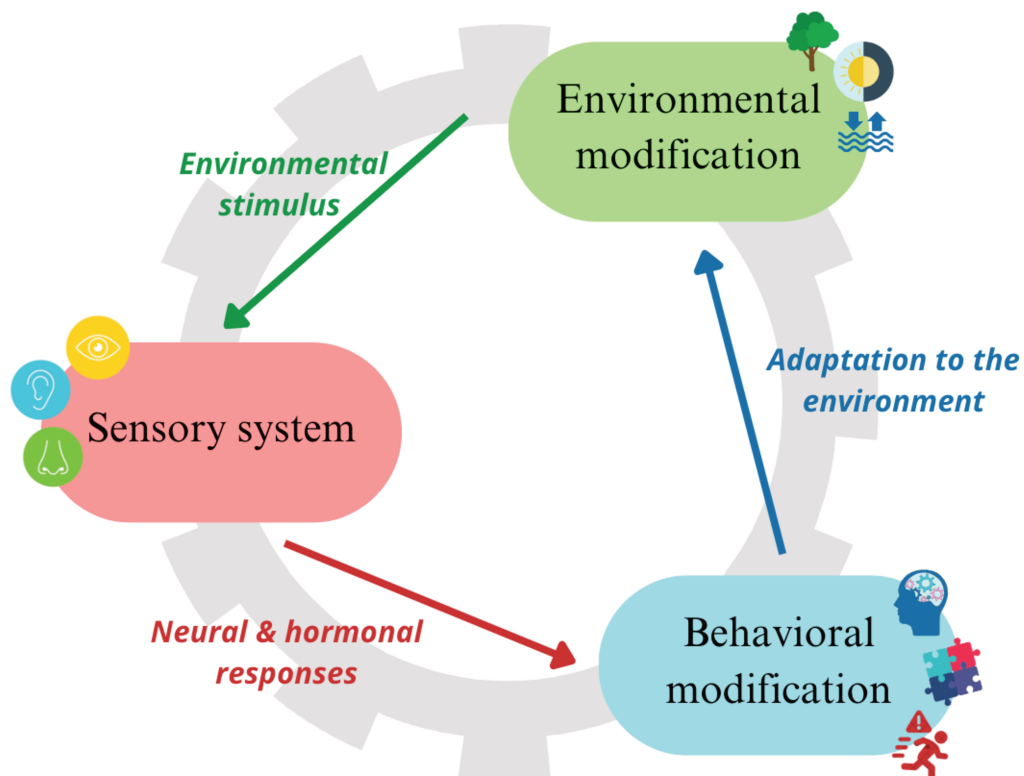 Environmental
modification
Environmental
stimulus
Sensory system
Adaptation to the
environment
Neural & hormonal
responses
Behavioral
modification